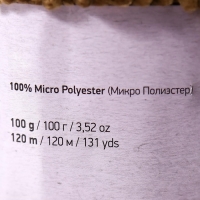 100% Micro Polyester (Микро Полиэстер)
100 g / 100 г / 3,52 oz
120 m / 120 м / 131 yds